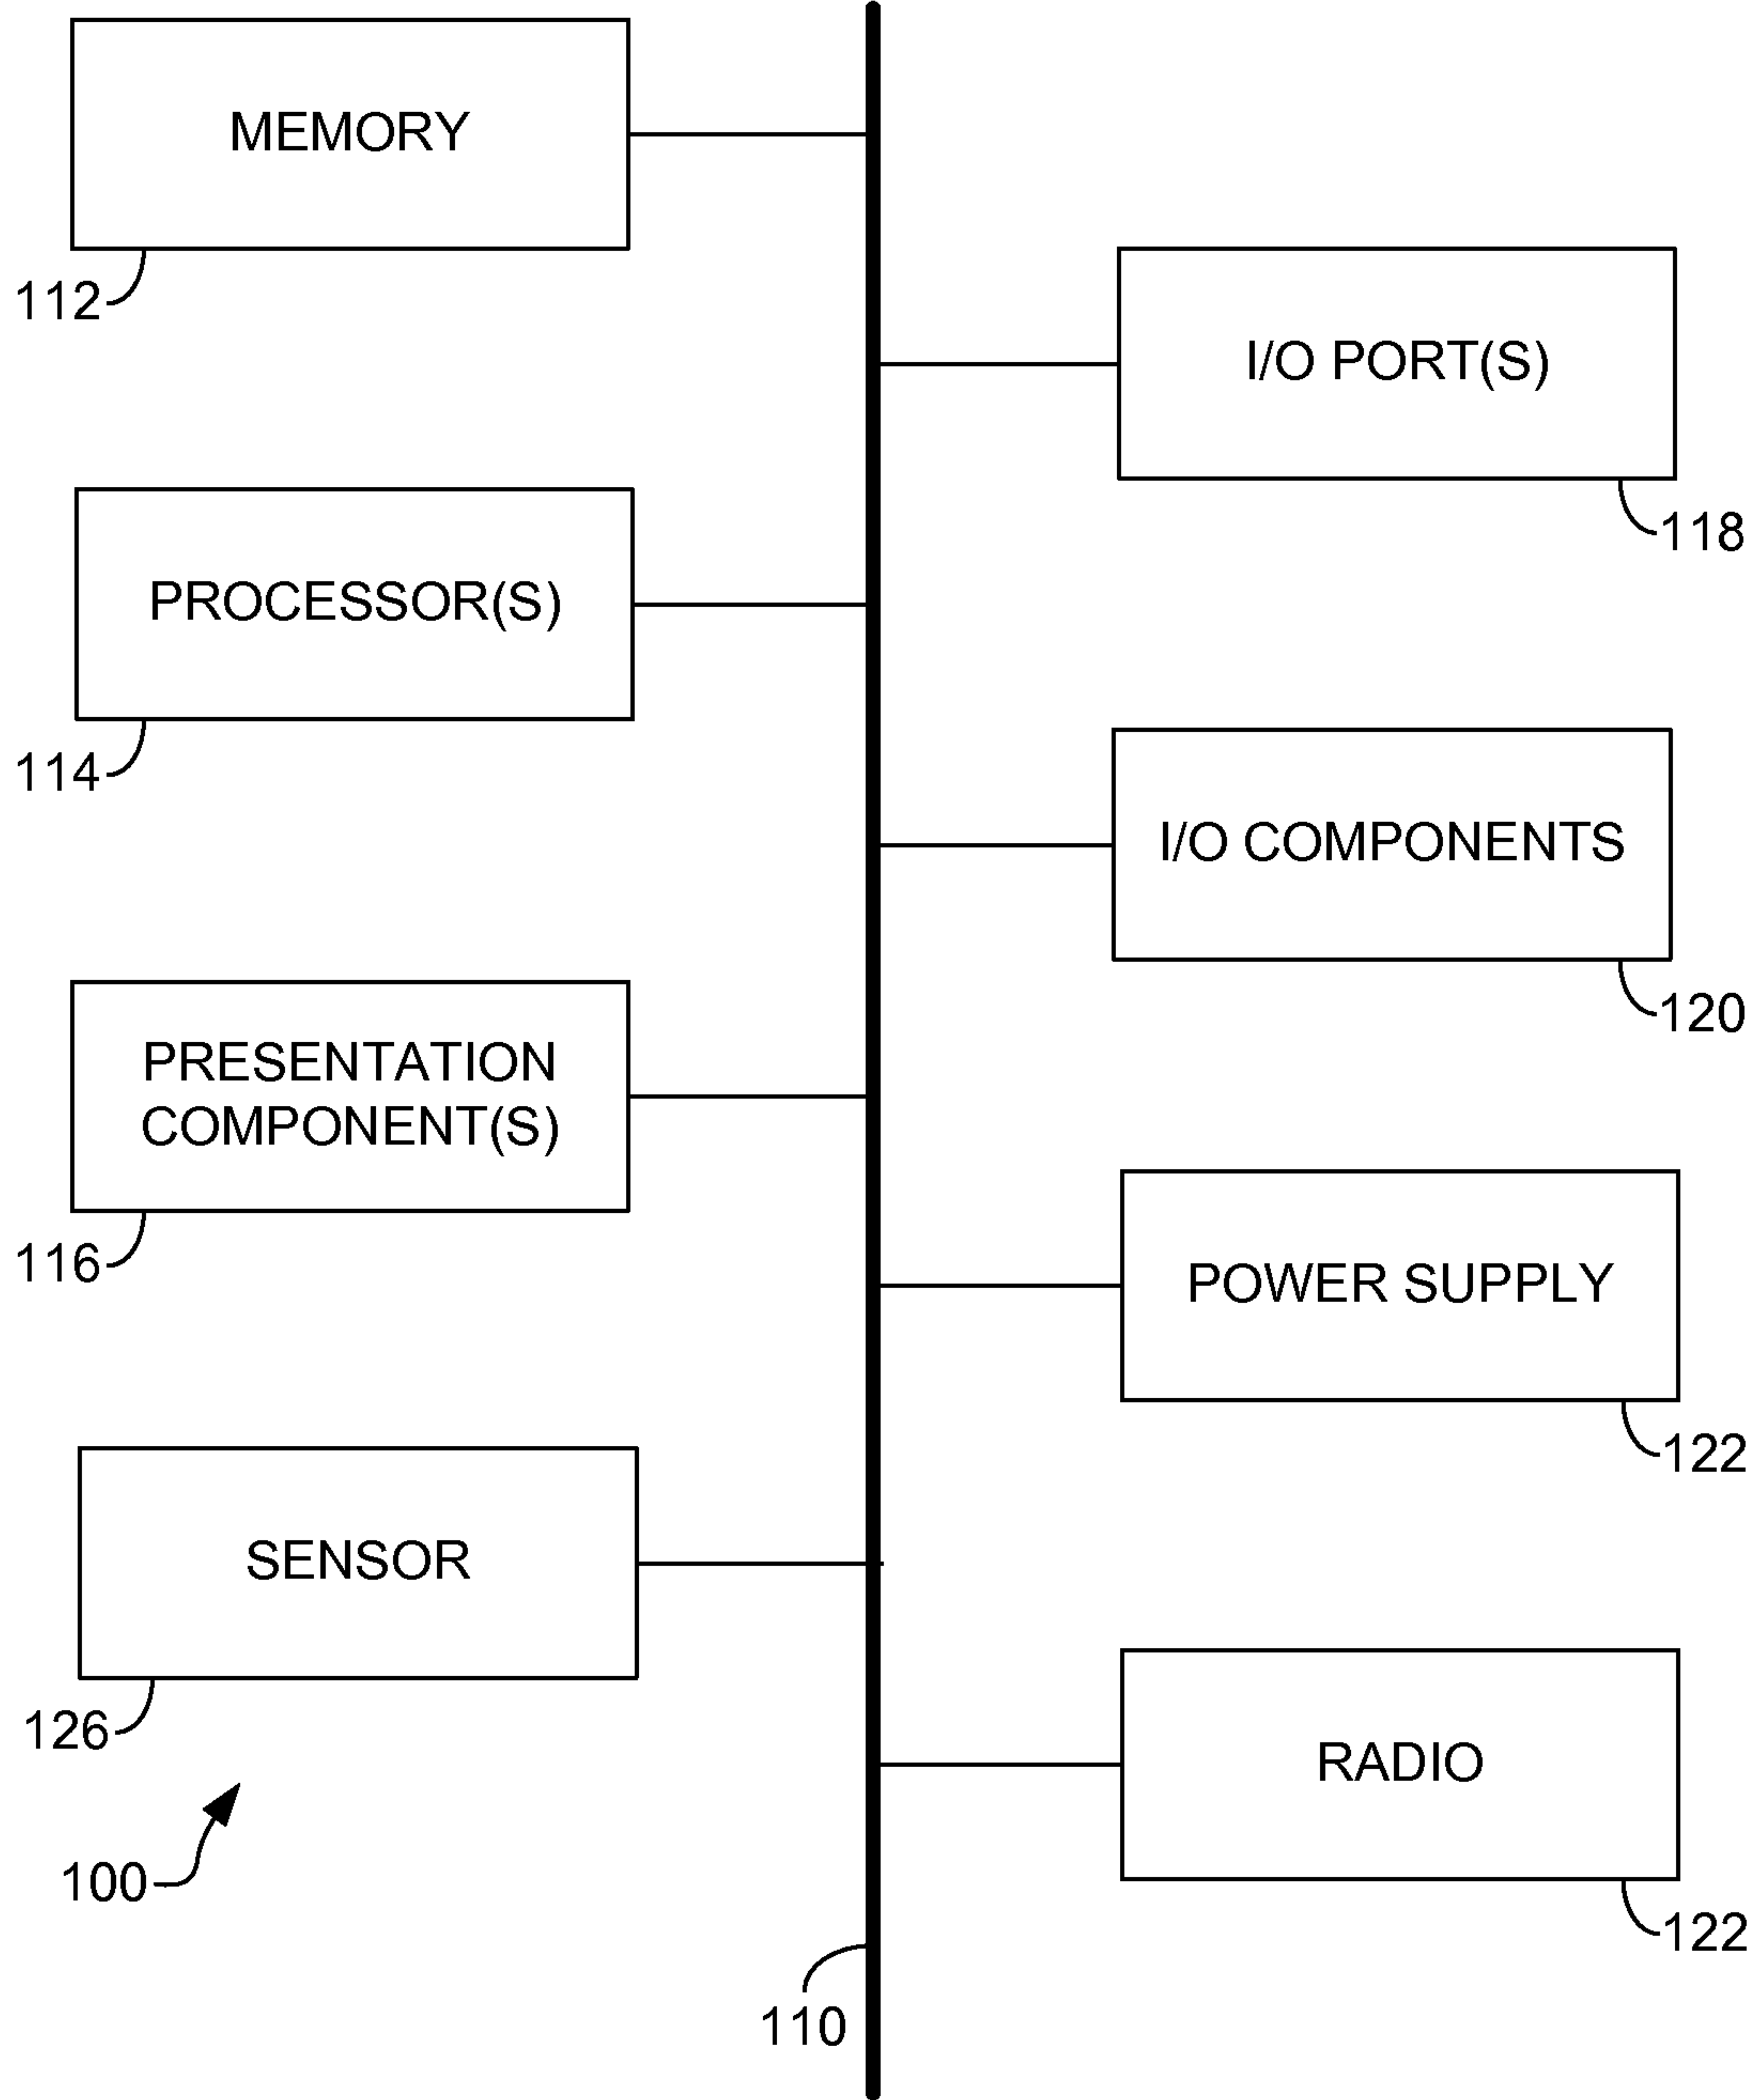 MEMORY
112
I/O PORT(S)
118
PROCESSOR(S)
114
I/O COMPONENTS
120
PRESENTATION
COMPONENT(S)
116
POWER SUPPLY
122
SENSOR
126
RADIO
122
100
110